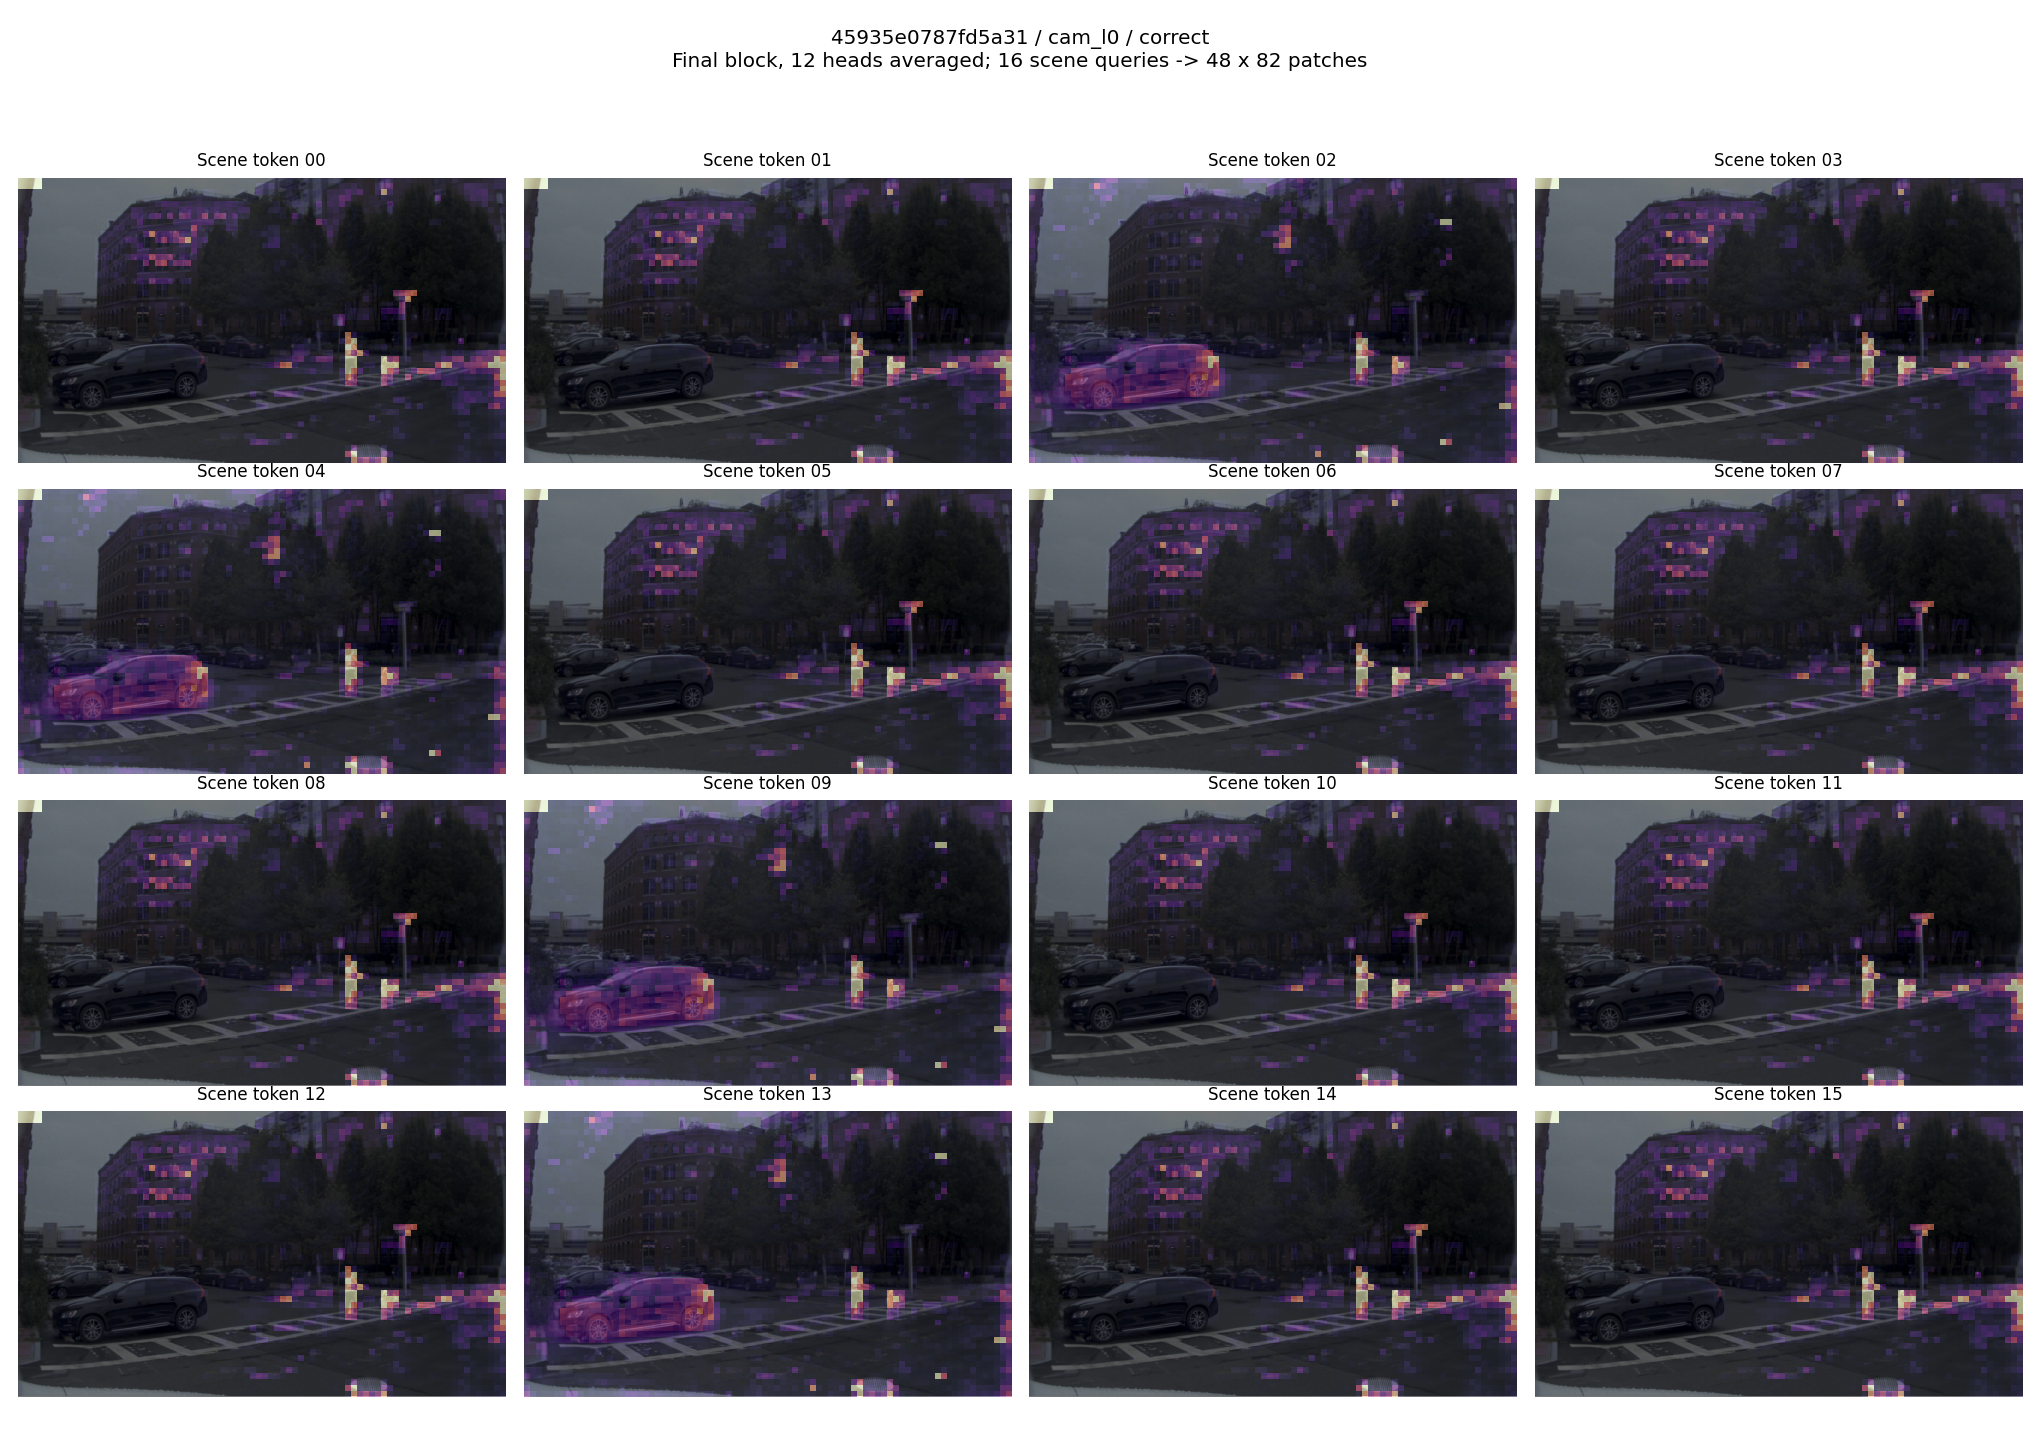 45935e0787fd5a31 / cam_l0 / correct
Final block, 12 heads averaged; 16 scene queries -> 48 x 82 patches
Scene token 00
Scene token 01
Scene token 02
Scene token 03
Scene token 04
Scene token 05
Scene token 06
Scene token 07
Scene token 08
Scene token 09
Scene token 10
Scene token 11
Scene token 12
Scene token 13
Scene token 14
Scene token 15